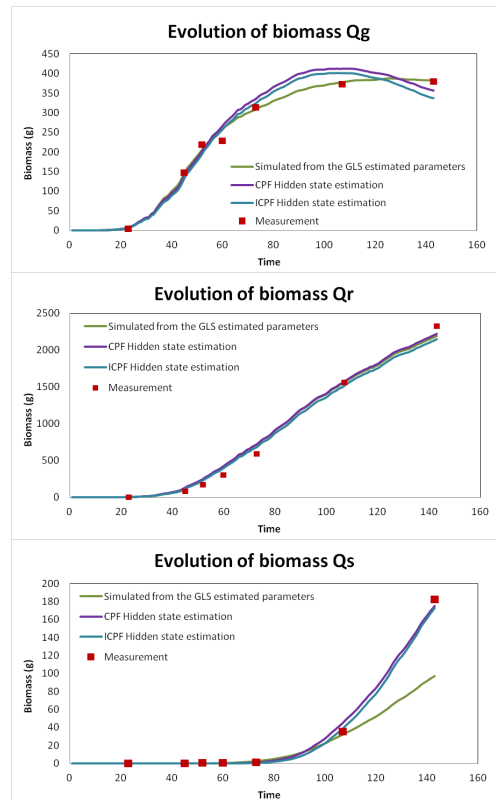 Evolution of biomass Qg
450
400
350
300
250
200
150
100
50
0
Biomass (g)
Simulated from the GLS estimated parameters
CPF Hidden state estimation
ICPF Hidden state estimation
Measurement
0 20 40 60 80 100 120 140 160
Time
Evolution of biomass Qr
2500
2000
1500
1000
500
0
Biomass (g)
Simulated from the GLS estimated parameters
CPF Hidden state estimation
ICPF Hidden state estimation
Measurement
0 20 40 60 80 100 120 140 160
Time
Evolution of biomass Qs
200
180
160
140
120
100
80
60
40
20
0
Biomass (g)
Simulated from the GLS estimated parameters
CPF Hidden state estimation
ICPF Hidden state estimation
Measurement
0 20 40 60 80 100 120 140 160
Time